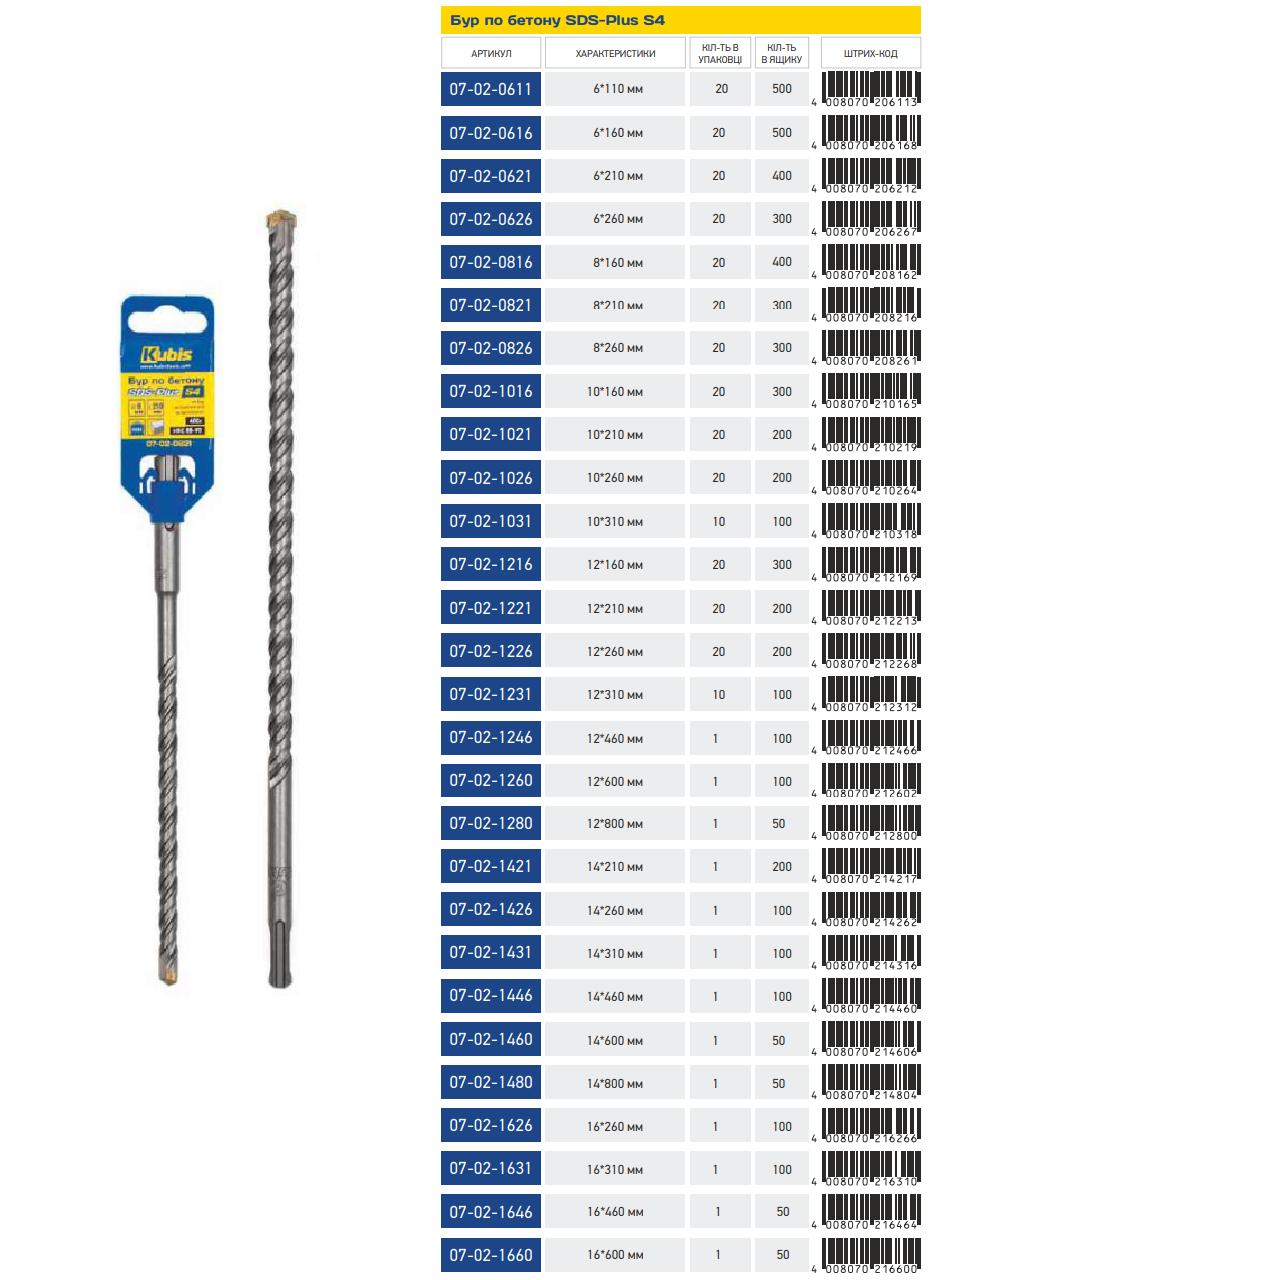 Бур по бетону SDS-Plus S4
АРТИКУЛ ХАРАКТЕРИСТИКИ КІЛ-ТЬ В УПАКОВЦІ КІЛ-ТЬ В ЯЩИКУ ШТРИХ-КОД
07-02-0611 6*110 мм 20 500 4 008070 206113
07-02-0616 6*160 мм 20 500 4 008070 206168
07-02-0621 6*210 мм 20 400 4 008070 206212
07-02-0626 6*260 мм 20 300 4 008070 206267
07-02-0816 8*160 мм 20 400 4 008070 208162
07-02-0821 8*210 мм 20 300 4 008070 208216
07-02-0826 8*260 мм 20 300 4 008070 208261
07-02-1016 10*160 мм 20 300 4 008070 210165
07-02-1021 10*210 мм 20 200 4 008070 210219
07-02-1026 10*260 мм 20 200 4 008070 210264
07-02-1031 10*310 мм 10 100 4 008070 210318
07-02-1216 12*160 мм 20 300 4 008070 212169
07-02-1221 12*210 мм 20 200 4 008070 212213
07-02-1226 12*260 мм 20 200 4 008070 212268
07-02-1231 12*310 мм 10 100 4 008070 212312
07-02-1246 12*460 мм 1 100 4 008070 212466
07-02-1260 12*600 мм 1 100 4 008070 212602
07-02-1280 12*800 мм 1 50 4 008070 212800
07-02-1421 14*210 мм 1 200 4 008070 214217
07-02-1426 14*260 мм 1 100 4 008070 214262
07-02-1431 14*310 мм 1 100 4 008070 214316
07-02-1446 14*460 мм 1 100 4 008070 214460
07-02-1460 14*600 мм 1 50 4 008070 214606
07-02-1480 14*800 мм 1 50 4 008070 214804
07-02-1626 16*260 мм 1 100 4 008070 216266
07-02-1631 16*310 мм 1 100 4 008070 216310
07-02-1646 16*460 мм 1 50 4 008070 216464
07-02-1660 16*600 мм 1 50 4 008070 216600
Kubis
Бур по бетону
SDS-Plus S4
07-02-0821